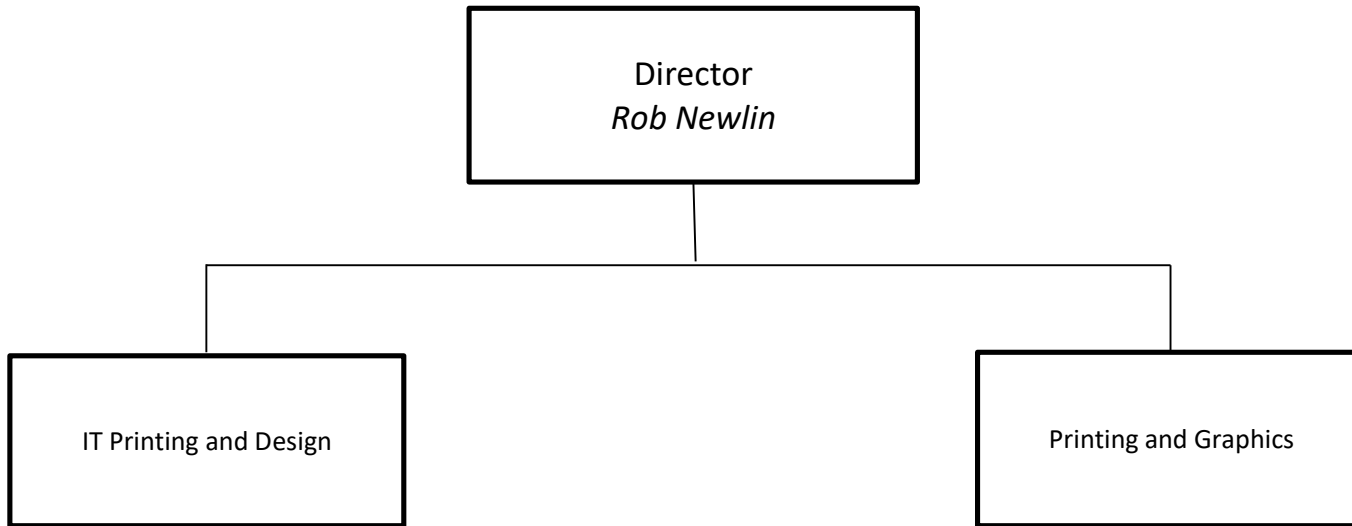 Director
Rob Newlin
IT Printing and Design
Printing and Graphics